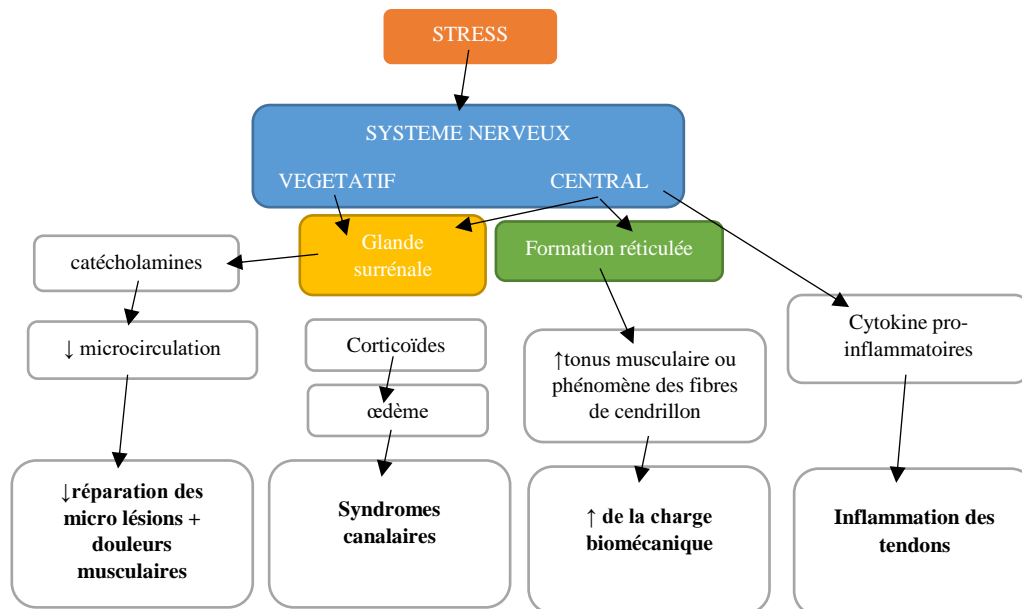 STRESS
SYSTEME NERVEUX
VEGETATIF CENTRAL
Glande
surrénale
Formation réticulée
catécholamines
Cytokine pro-
inflammatoires
↓ microcirculation
Corticoïdes
↑tonus musculaire ou
phénomène des fibres
de cendrillon
œdème
↓réparation des
micro lésions +
douleurs
musculaires
Syndromes
canalaires
↑ de la charge
biomécanique
Inflammation des
tendons